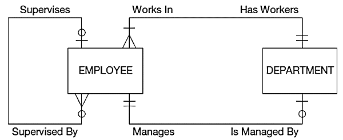 Supervises Works In Has Workers
EMPLOYEE DEPARTMENT
Supervised By Manages Is Managed By